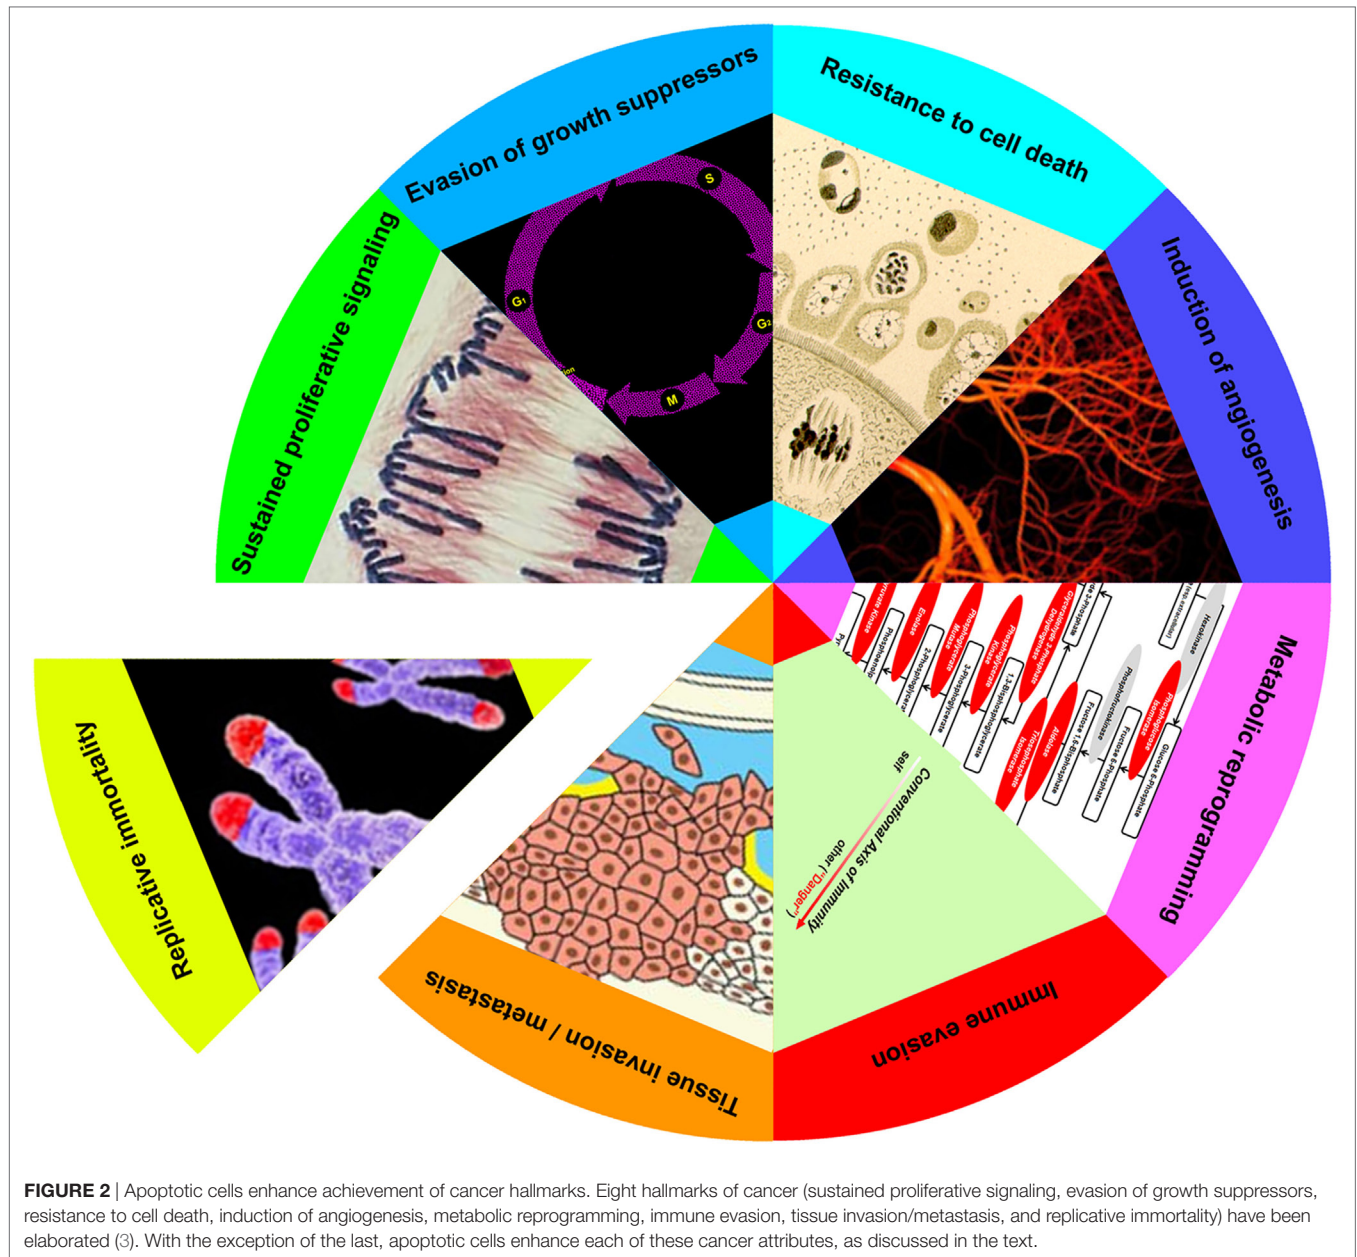 Evasion of growth suppressors
Resistance to cell death
Sustained proliferative signaling
Induction of angiogenesis
S
G1
G2
M
Metabolic reprogramming
Hexokinase
Glucose 6-Phosphate
Phosphoglucose
Isomerase
Fructose 6-Phosphate
Phosphofructokinase
Fructose 1,6-Bisphosphate
Aldolase
Triosephosphate
Isomerase
Glyceraldehyde 3-Phosphate
Dehydrogenase
1,3-Bisphosphoglycerate
Phosphoglycerate
Kinase
3-Phosphoglycerate
Phosphoglycerate
Mutase
Enolase
Replicative immortality
self
Conventional Axis of Immunity
other ("Danger")
Tissue invasion / metastasis
Immune evasion
FIGURE 2 | Apoptotic cells enhance achievement of cancer hallmarks. Eight hallmarks of cancer (sustained proliferative signaling, evasion of growth suppressors,
resistance to cell death, induction of angiogenesis, metabolic reprogramming, immune evasion, tissue invasion/metastasis, and replicative immortality) have been
elaborated (3). With the exception of the last, apoptotic cells enhance each of these cancer attributes, as discussed in the text.